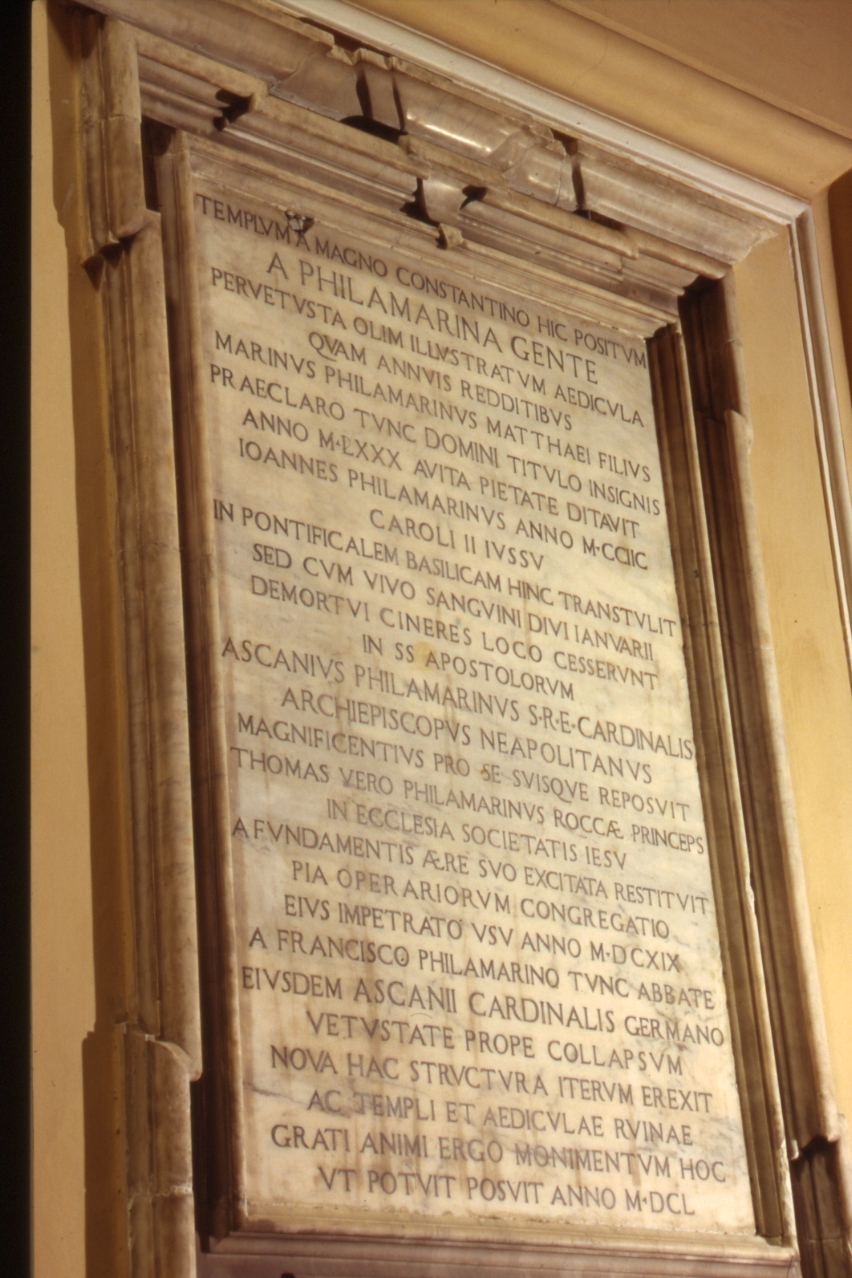 TEMPLVM A MAGNO CONSTANTINO HIC POSITVM
A PHILAMARINA GENTE
PERVETVSTA OLIM ILLVSTRATVM AEDICVLA
QVAM ANNVIS REDDITIBVS
MARINVS PHILAMARINVS MATTHAEI FILIVS
PRAECLARO TVNC DOMINI TITVLO INSIGNIS
ANNO M·LXXX AVITA PIETATE DITAVIT
IOANNES PHILAMARINVS ANNO M·CCIIC
CAROLI II IVSSV
IN PONTIFICALEM BASILICAM HINC TRANSTVLIT
SED CVM VIVO SANGVINI DIVI IANVARII
DEMORTVI CINERES LOCO CESSERVNT
IN SS APOSTOLORVM
ASCANIVS PHILAMARINVS S·R·E·CARDINALIS
ARCHIEPISCOPVS NEAPOLITANVS
MAGNIFICENTIVS PRO SE SVISQVE REPOSVIT
THOMAS VERO PHILAMARINVS ROCCÆ PRINCEPS
IN ECCLESIA SOCIETATIS IESV
A FVNDAMENTIS ÆRE SVO EXCITATA RESTITVIT
PIA OPERARIORVM CONGREGATIO
EIVS IMPETRATO VSV ANNO M·DCXIX
A FRANCISCO PHILAMARINO TVNC ABBATE
EIVSDEM ASCANII CARDINALIS GERMANO
VETVSTATE PROPE COLLAPSVM
NOVA HAC STRVCTVRA ITERVM EREXIT
AC TEMPLI ET AEDICVLAE RVINAE
GRATI ANIMI ERGO MONIMENTVM HOC
VT POTVIT POSVIT ANNO M·DCL